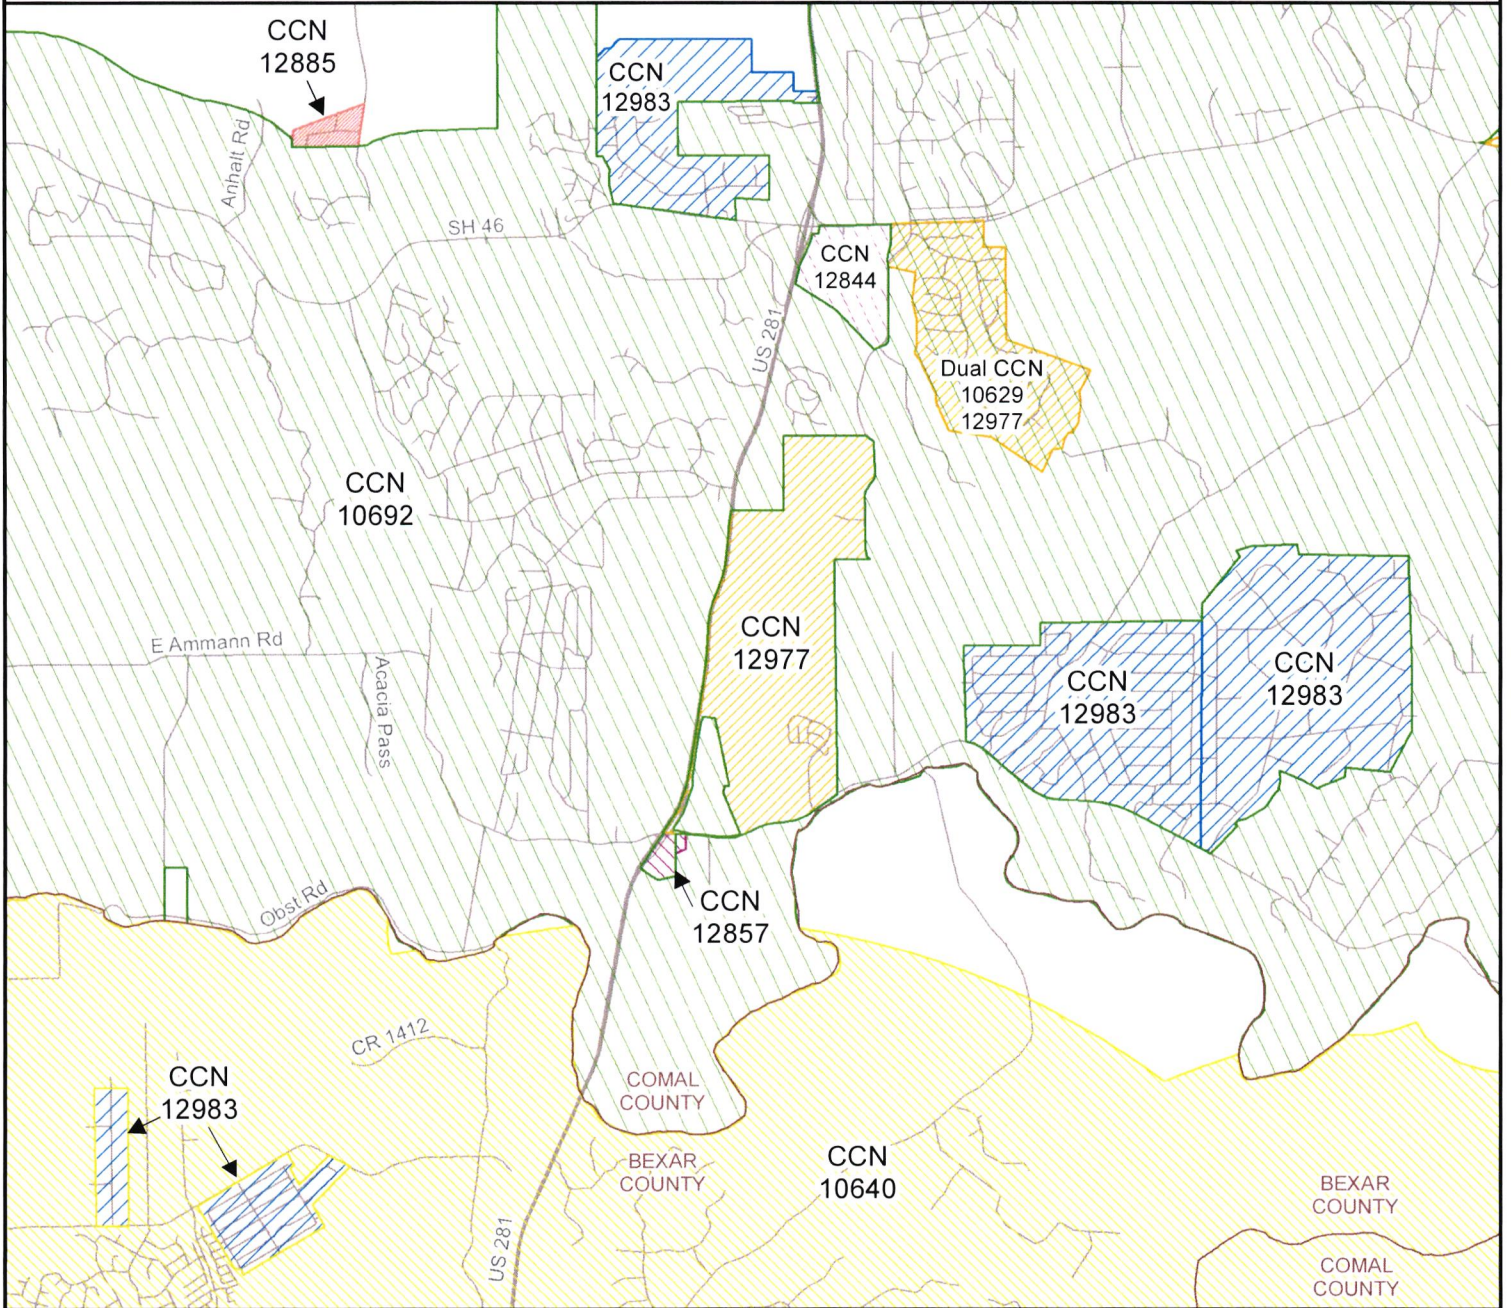 CCN
12885
CCN
12983
Anhalt Rd
SH 46
CCN
12844
US 281
Dual CCN
10629
12977
CCN
10692
CCN
12977
E Ammann Rd
Acacia Pass
CCN
12983
CCN
12983
Obst Rd
CCN
12857
CR 1412
CCN
12983
COMAL
COUNTY
BEXAR
COUNTY
CCN
10640
BEXAR
COUNTY
US 281
COMAL
COUNTY